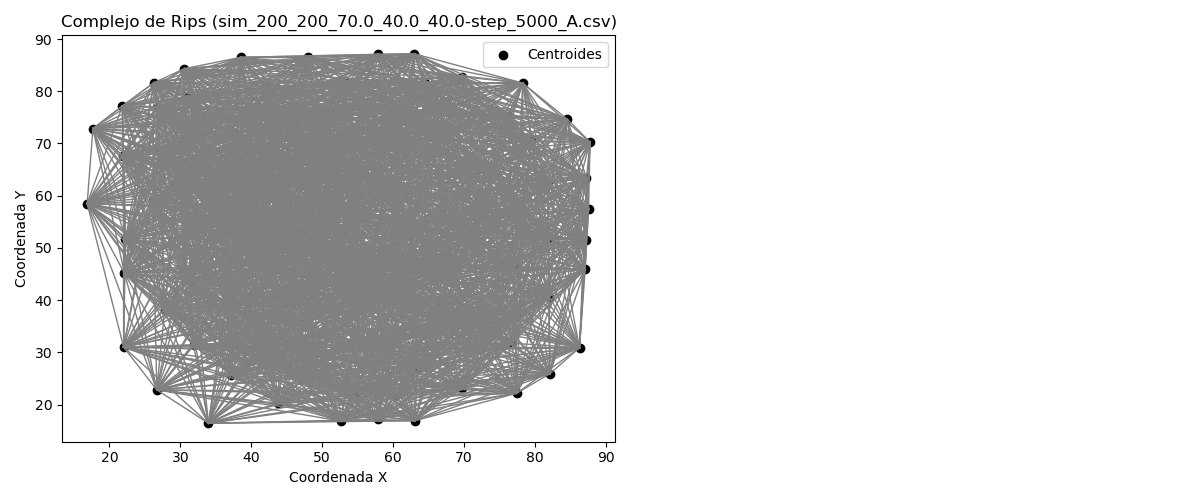 Complejo de Rips (sim_200_200_70.0_40.0_40.0-step_5000_A.csv)
Centroides
90
80
70
60
50
40
30
20
Coordenada Y
20 30 40 50 60 70 80 90
Coordenada X